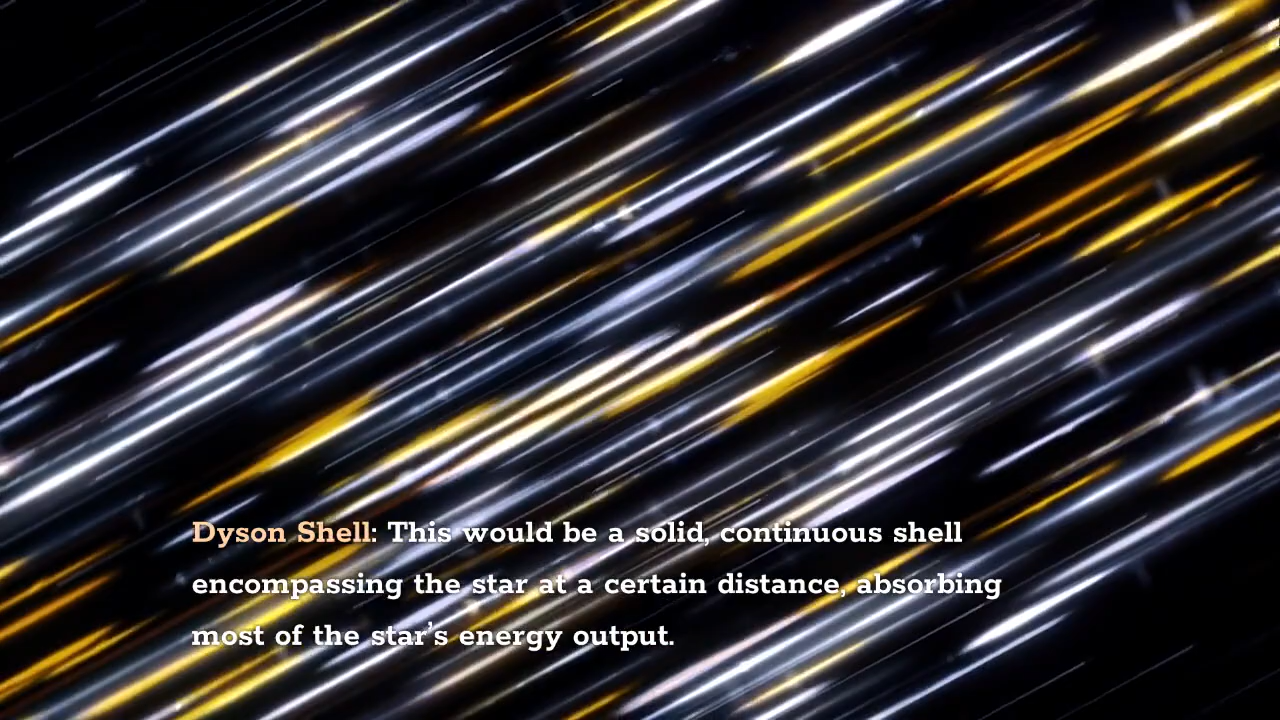 Dyson Shell: This would be a solid, continuous shell
encompassing the star at a certain distance, absorbing
most of the star's energy output.